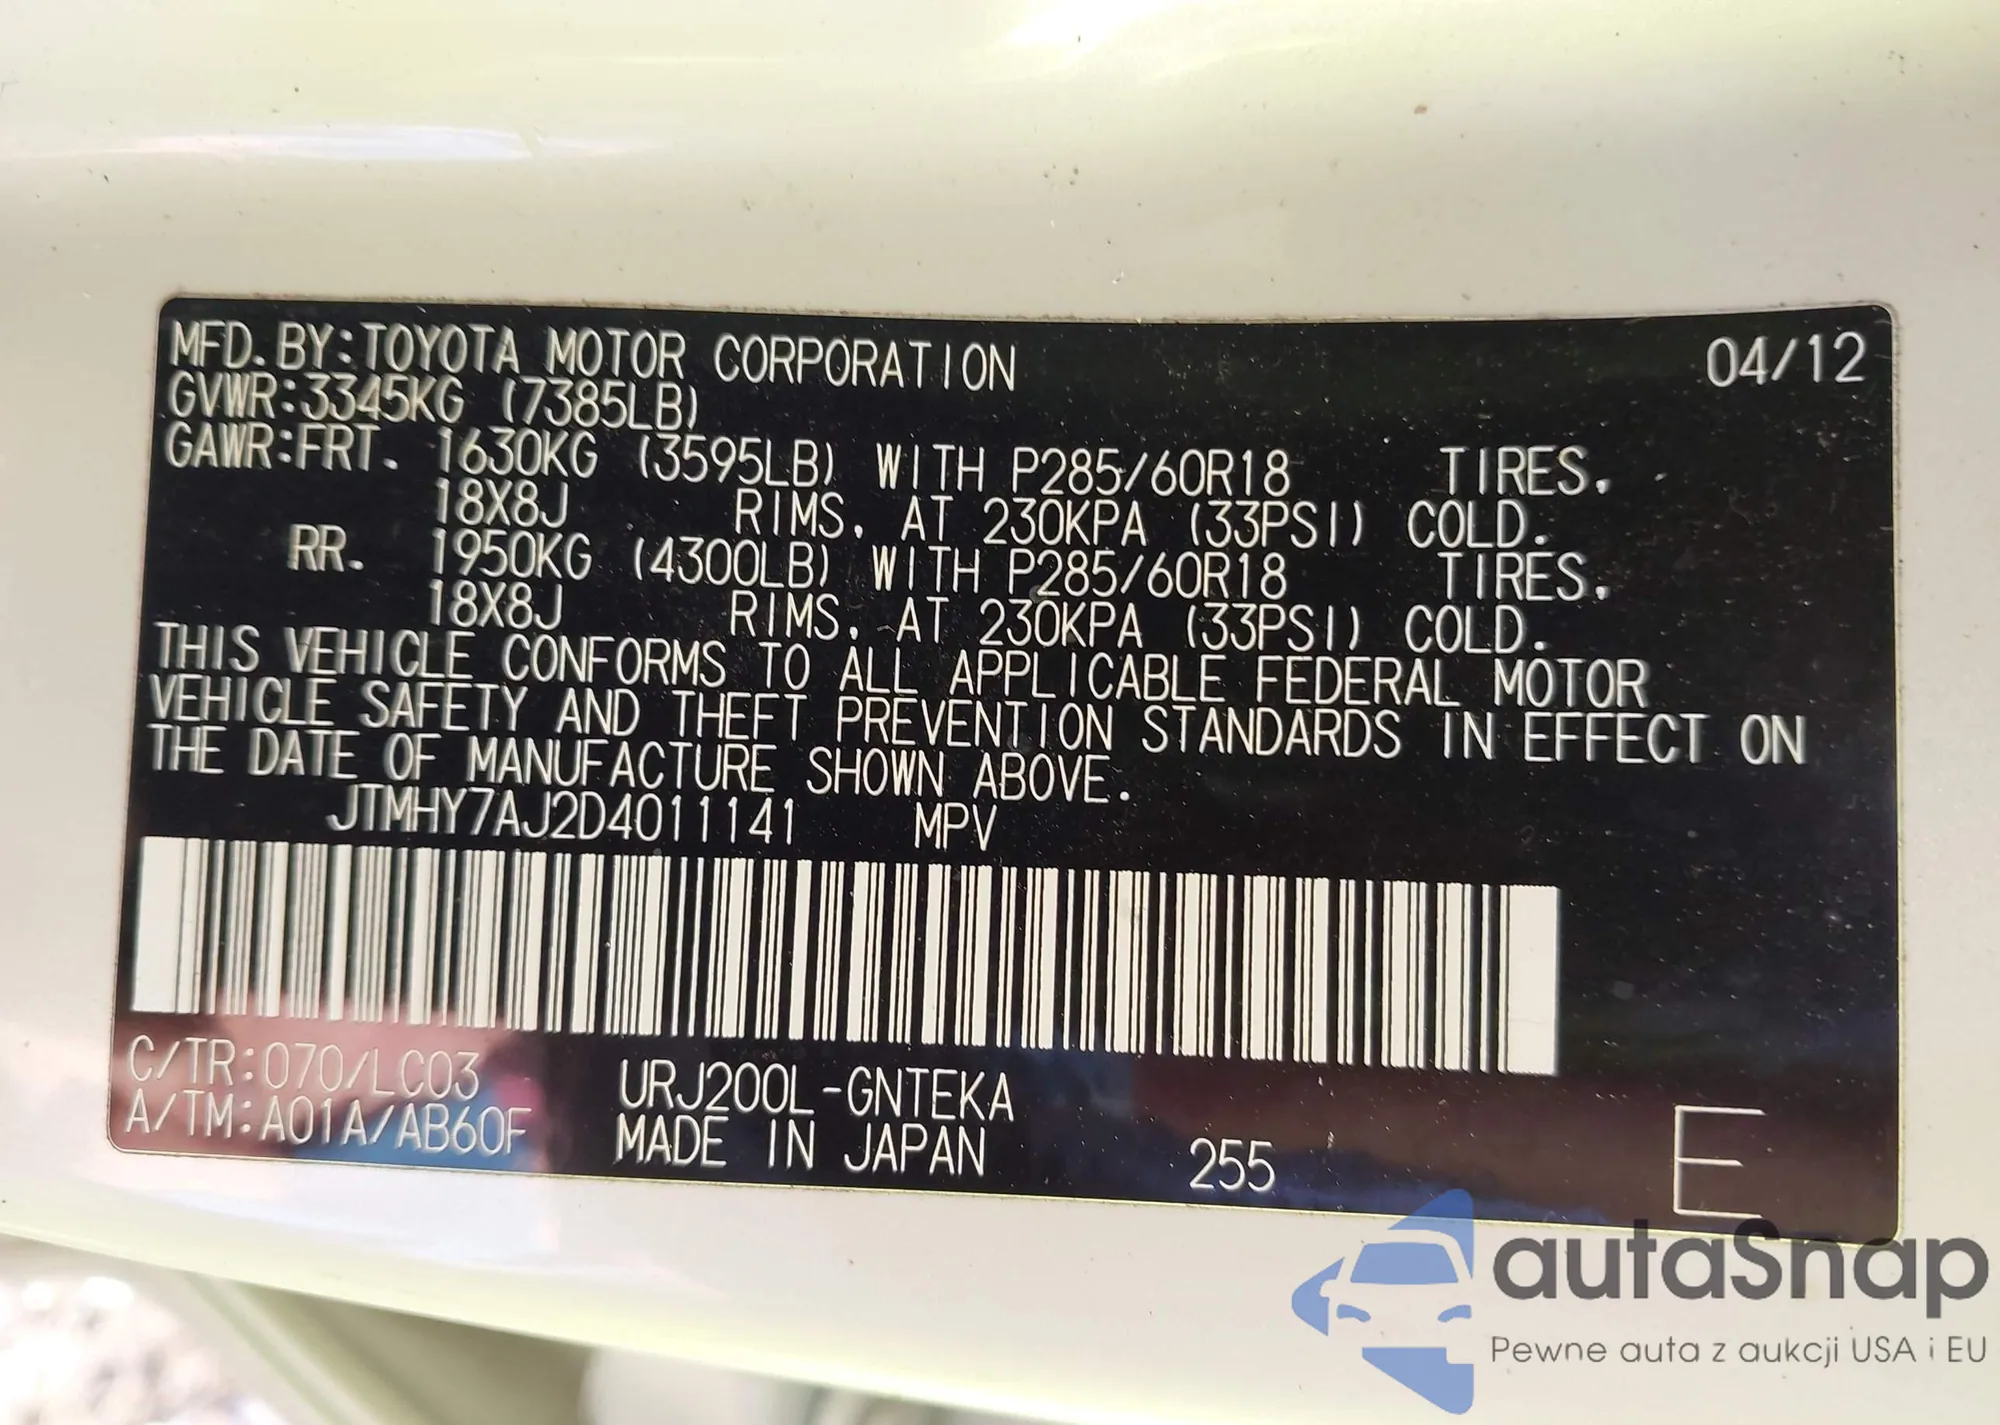 MFD. BY:TOYOTA MOTOR CORPORATION 04/12
GVWR:3345KG (7385LB)
GAWR:FRT. 1630KG (3595LB) WITH P285/60R18 TIRES.
18X8J RIMS, AT 230KPA (33PSI) COLD.
RR. 1950KG (4300LB) WITH P285/60R18 TIRES.
18X8J RIMS, AT 230KPA (33PSI) COLD.
THIS VEHICLE CONFORMS TO ALL APPLICABLE FEDERAL MOTOR
VEHICLE SAFETY AND THEFT PREVENTION STANDARDS IN EFFECT ON
THE DATE OF MANUFACTURE SHOWN ABOVE.
JTMHY7AJ2D4011141 MPV
C/TR:070/LC03 URJ200L-GNTEKA
A/TM:A01A/AB60F MADE IN JAPAN 255 E
autaSnap
Pewne auta z aukcji USA i EU